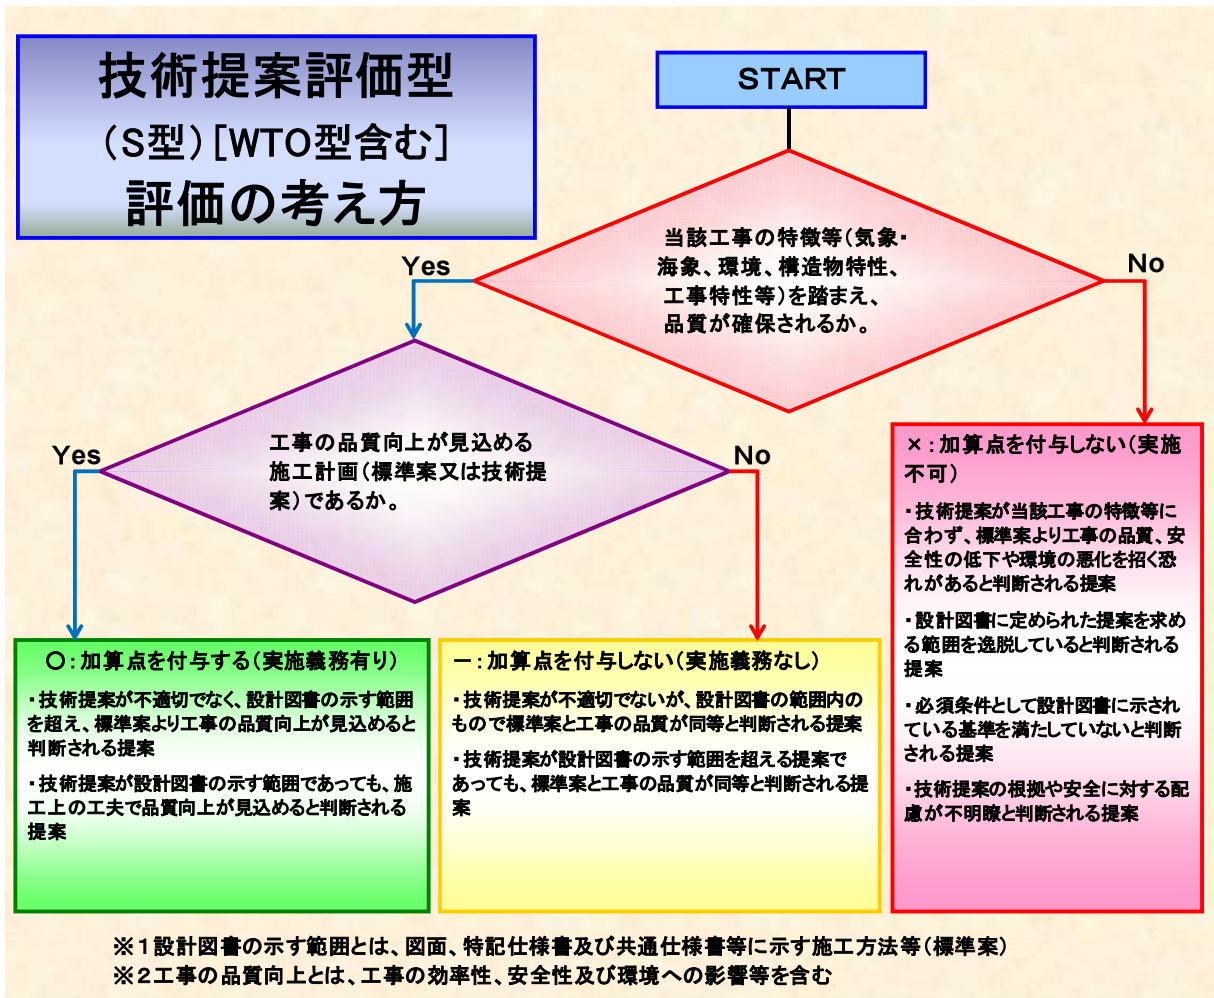 技術提案評価型
（S型）[WTO型含む]
評価の考え方
START
当該工事の特徴等（気象・
海象、環境、構造物特性、
工事特性等）を踏まえ、
品質が確保されるか。
Yes
No
工事の品質向上が見込める
施工計画（標準案又は技術提
案）であるか。
Yes
No
×：加算点を付与しない（実施
不可）
・技術提案が当該工事の特徴等に
合わず、標準案より工事の品質、安
全性の低下や環境の悪化を招く恐
れがあると判断される提案
・設計図書に定められた提案を求め
る範囲を逸脱していると判断される
提案
・必須条件として設計図書に示され
ている基準を満たしていないと判断
される提案
・技術提案の根拠や安全に対する配
慮が不明瞭と判断される提案
〇：加算点を付与する（実施義務有り）
・技術提案が不適切でなく、設計図書の示す範囲
を超え、標準案より工事の品質向上が見込めると
判断される提案
・技術提案が設計図書の示す範囲であっても、施
工上の工夫で品質向上が見込めると判断される
提案
－：加算点を付与しない（実施義務なし）
・技術提案が不適切でないが、設計図書の範囲内の
もので標準案と工事の品質が同等と判断される提案
・技術提案が設計図書の示す範囲を超える提案で
あっても、標準案と工事の品質が同等と判断される提
案
※１設計図書の示す範囲とは、図面、特記仕様書及び共通仕様書等に示す施工方法等（標準案）
※２工事の品質向上とは、工事の効率性、安全性及び環境への影響等を含む